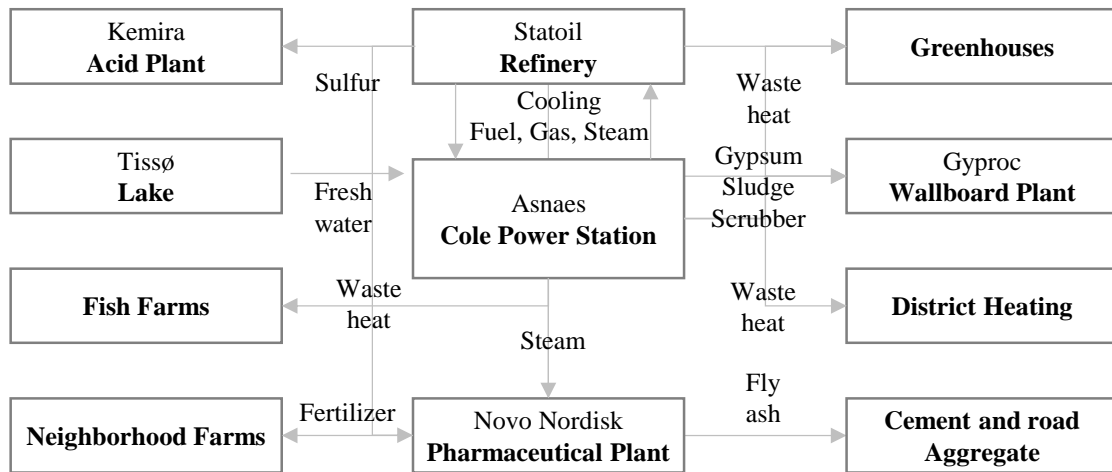 Kemira
Acid Plant
Statoil
Refinery
Greenhouses
Sulfur
Cooling
Fuel, Gas, Steam
Waste
heat
Tissø
Lake
Fresh
water
Asnaes
Cole Power Station
Gypsum
Sludge
Scrubber
Gyproc
Wallboard Plant
Fish Farms
Waste
heat
Waste
heat
District Heating
Steam
Neighborhood Farms
Fertilizer
Novo Nordisk
Pharmaceutical Plant
Fly
ash
Cement and road
Aggregate